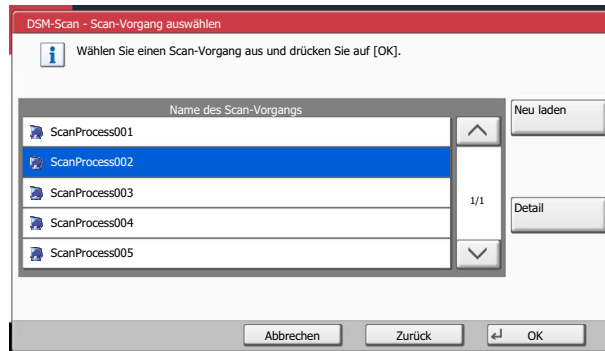 DSM-Scan - Scan-Vorgang auswählen
Wählen Sie einen Scan-Vorgang aus und drücken Sie auf [OK].
Name des Scan-Vorgangs
Neu laden
ScanProcess001
ScanProcess002
ScanProcess003
1/1
Detail
ScanProcess004
ScanProcess005
Abbrechen
Zurück
OK